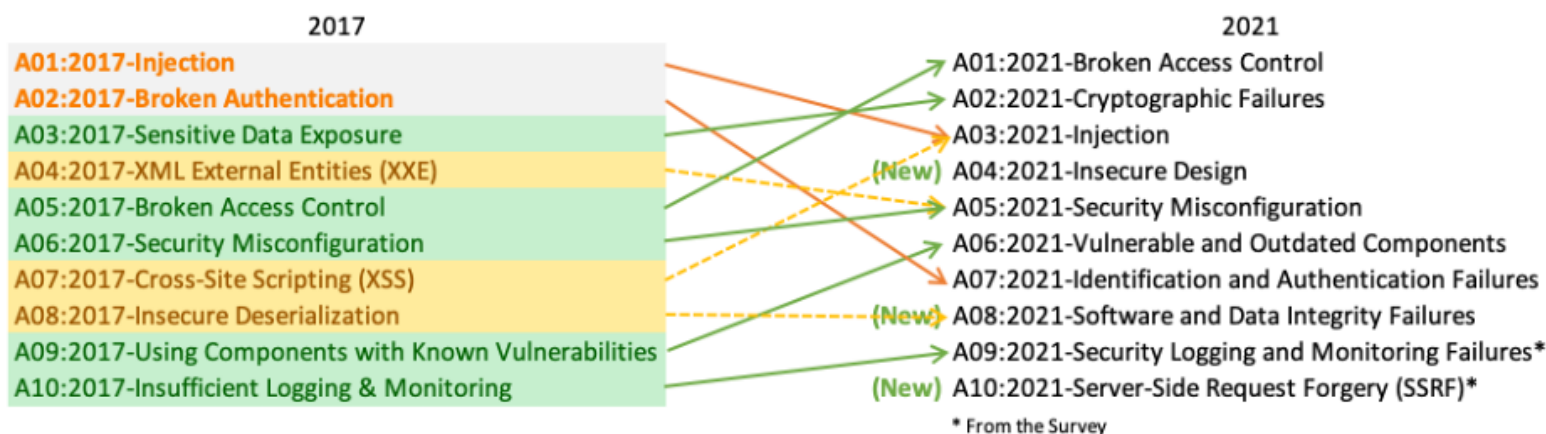 2017
A01:2017-Injection
A02:2017-Broken Authentication
A03:2017-Sensitive Data Exposure
A04:2017-XML External Entities (XXE)
A05:2017-Broken Access Control
A06:2017-Security Misconfiguration
A07:2017-Cross-Site Scripting (XSS)
A08:2017-Insecure Deserialization
A09:2017-Using Components with Known Vulnerabilities
A10:2017-Insufficient Logging & Monitoring
2021
A01:2021-Broken Access Control
A02:2021-Cryptographic Failures
A03:2021-Injection
(New) A04:2021-Insecure Design
A05:2021-Security Misconfiguration
A06:2021-Vulnerable and Outdated Components
A07:2021-Identification and Authentication Failures
(New) A08:2021-Software and Data Integrity Failures
A09:2021-Security Logging and Monitoring Failures*
(New) A10:2021-Server-Side Request Forgery (SSRF)*
* From the Survey